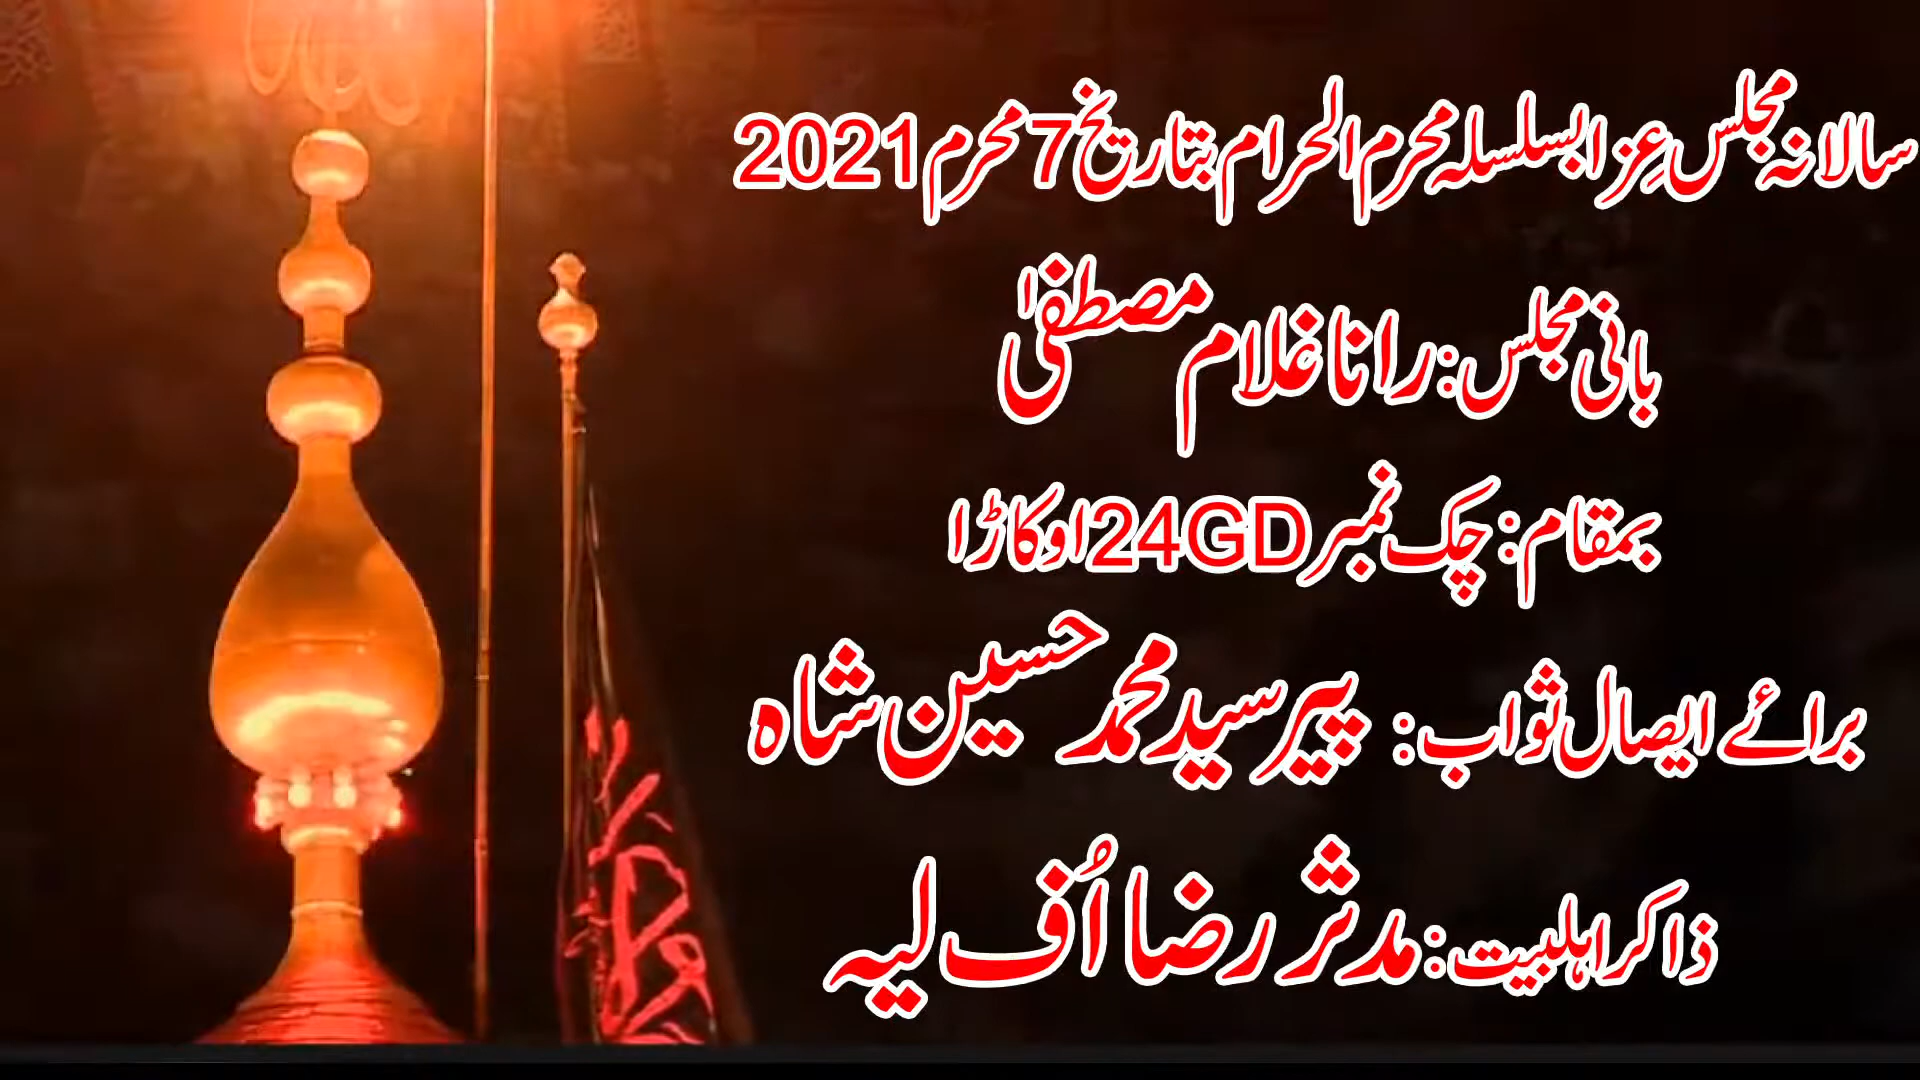 سالانہ مجلسِ عزا بسلسلہ محرم الحرام بتاریخ 7 محرم 2021
بانی مجلس: رانا غلام مصطفیٰ
بمقام: چک نمبر 24GD اوکاڑا
برائے ایصال ثواب: پیر سید محمد حسین شاہ
ذاکر اہلبیت: مدثر رضا اُف لیہ